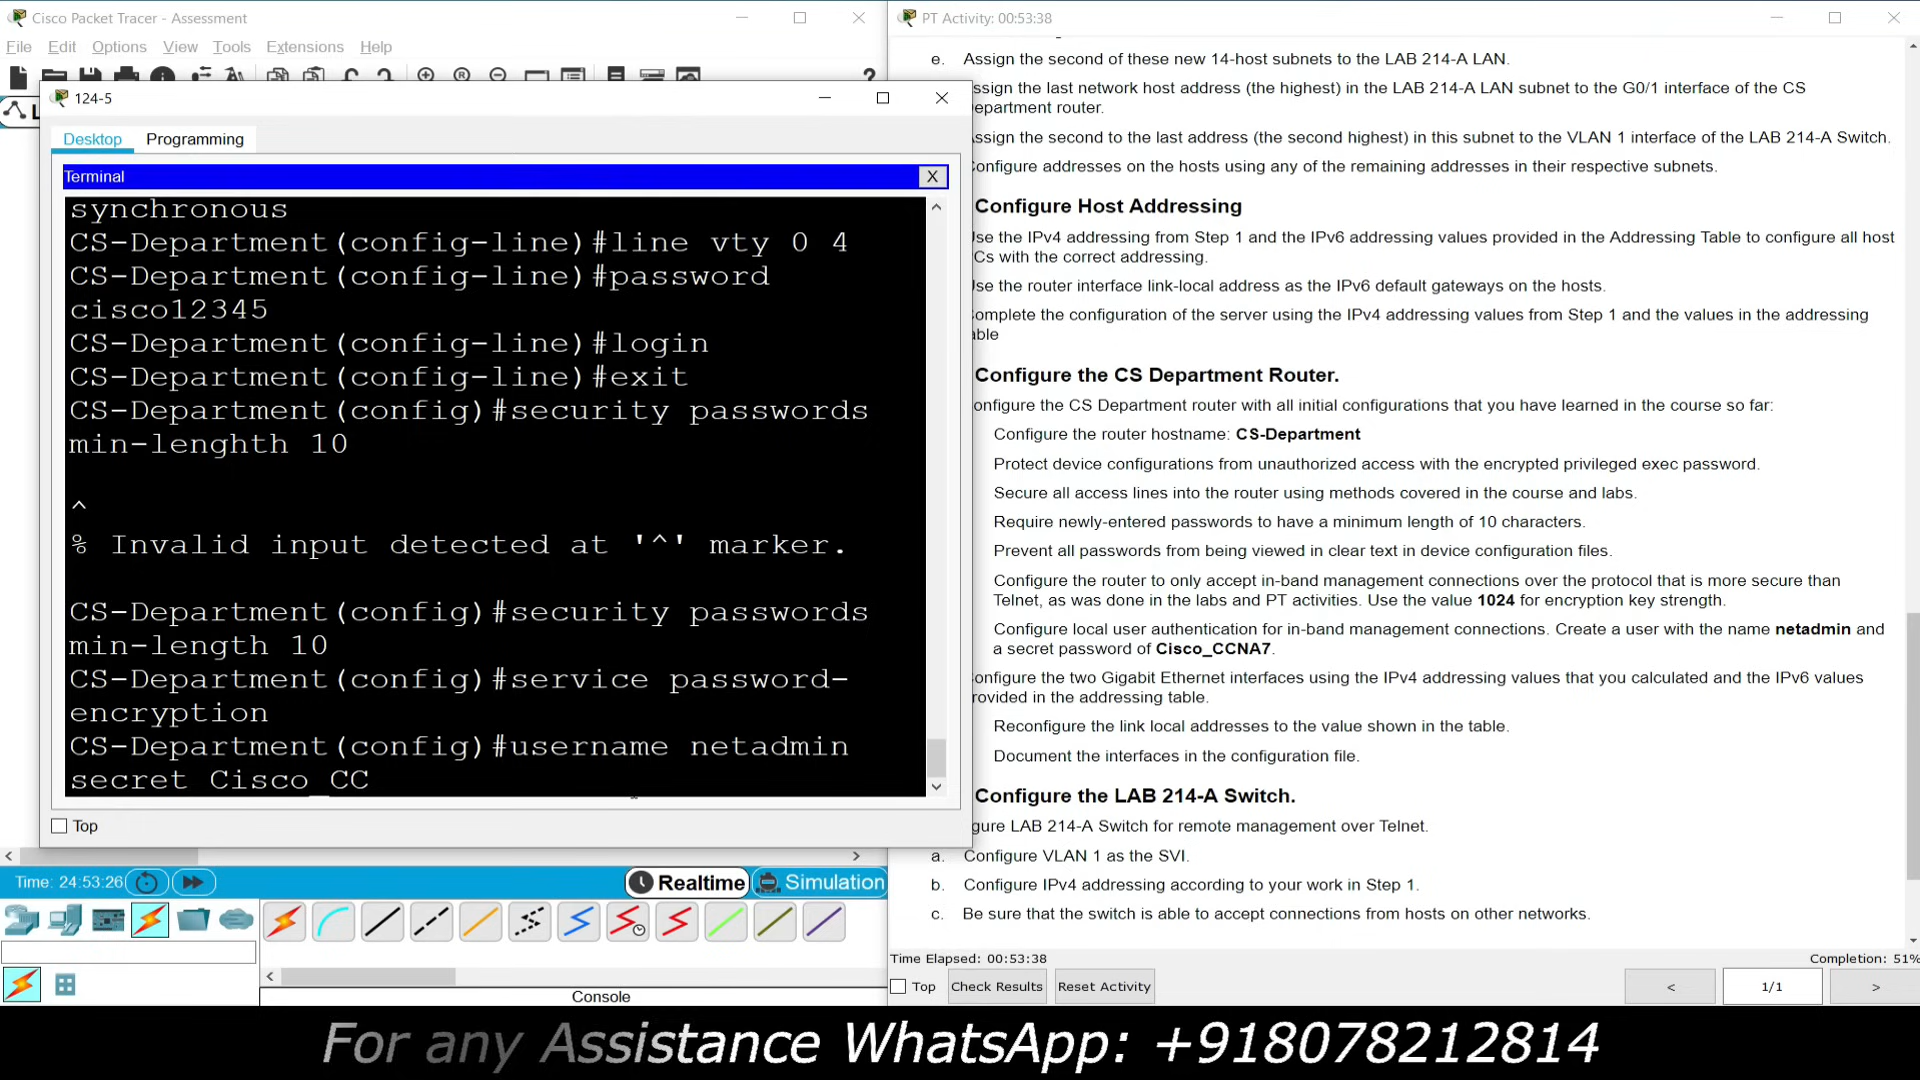 Cisco Packet Tracer - Assessment
File Edit Options View Tools Extensions Help
124-5
Desktop Programming
Terminal X
synchronous
CS-Department(config-line)#line vty 0 4
CS-Department(config-line)#password
cisco12345
CS-Department(config-line)#login
CS-Department(config-line)#exit
CS-Department(config)#security passwords
min-lenghth 10
^
% Invalid input detected at '^' marker.
CS-Department(config)#security passwords
min-length 10
CS-Department(config)#service password-
encryption
CS-Department(config)#username netadmin
secret Cisco_CC
Top
Time: 24:53:26
Realtime Simulation
Console
PT Activity: 00:53:38
e. Assign the second of these new 14-host subnets to the LAB 214-A LAN.
ssign the last network host address (the highest) in the LAB 214-A LAN subnet to the G0/1 interface of the CS
epartment router.
ssign the second to the last address (the second highest) in this subnet to the VLAN 1 interface of the LAB 214-A Switch.
onfigure addresses on the hosts using any of the remaining addresses in their respective subnets.
Configure Host Addressing
se the IPv4 addressing from Step 1 and the IPv6 addressing values provided in the Addressing Table to configure all host
Cs with the correct addressing.
se the router interface link-local address as the IPv6 default gateways on the hosts.
omplete the configuration of the server using the IPv4 addressing values from Step 1 and the values in the addressing
able
Configure the CS Department Router.
onfigure the CS Department router with all initial configurations that you have learned in the course so far:
Configure the router hostname: CS-Department
Protect device configurations from unauthorized access with the encrypted privileged exec password.
Secure all access lines into the router using methods covered in the course and labs.
Require newly-entered passwords to have a minimum length of 10 characters.
Prevent all passwords from being viewed in clear text in device configuration files.
Configure the router to only accept in-band management connections over the protocol that is more secure than
Telnet, as was done in the labs and PT activities. Use the value 1024 for encryption key strength.
Configure local user authentication for in-band management connections. Create a user with the name netadmin and
a secret password of Cisco_CCNA7.
onfigure the two Gigabit Ethernet interfaces using the IPv4 addressing values that you calculated and the IPv6 values
rovided in the addressing table.
Reconfigure the link local addresses to the value shown in the table.
Document the interfaces in the configuration file.
Configure the LAB 214-A Switch.
gure LAB 214-A Switch for remote management over Telnet.
a. Configure VLAN 1 as the SVI.
b. Configure IPv4 addressing according to your work in Step 1.
c. Be sure that the switch is able to accept connections from hosts on other networks.
Time Elapsed: 00:53:38 Completion: 51%
Top Check Results Reset Activity < 1/1 >
For any Assistance WhatsApp: +918078212814